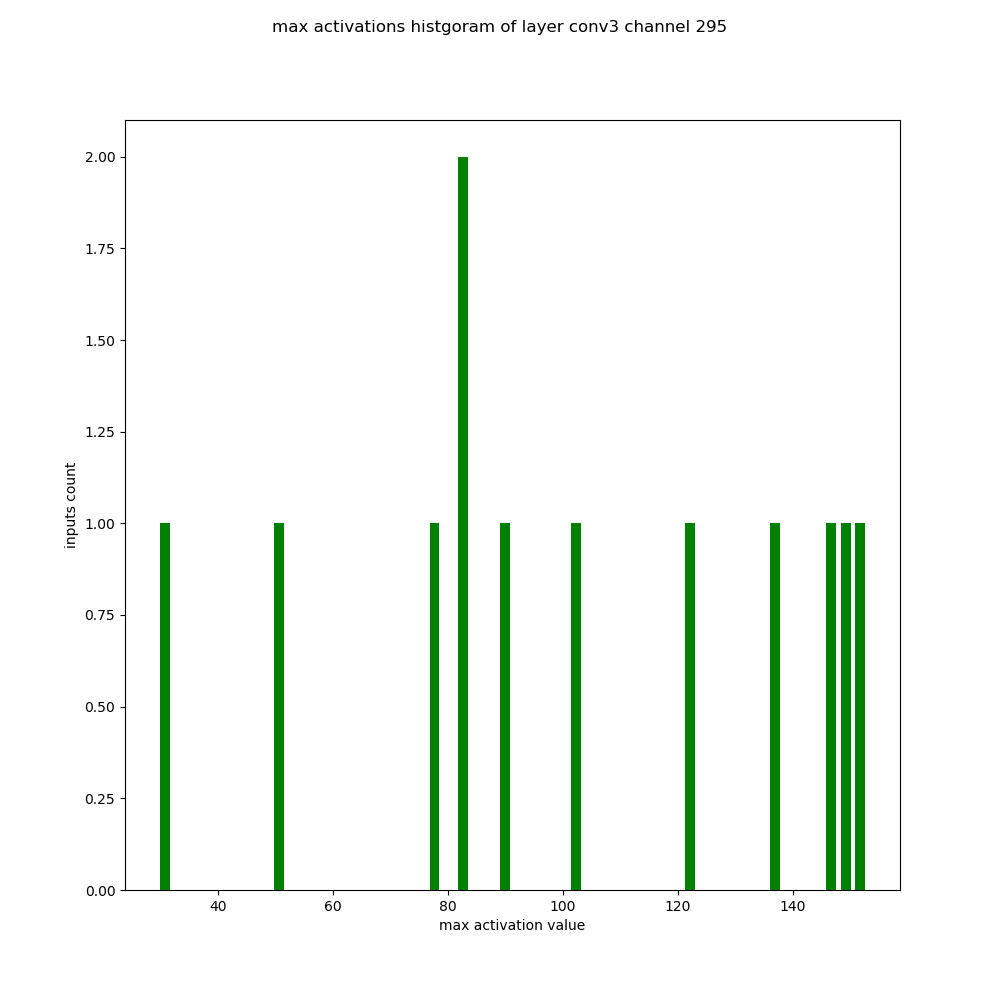 max activations histgoram of layer conv3 channel 295
2.00
1.75
1.50
1.25
1.00
0.75
0.50
0.25
0.00
inputs count
40 60 80 100 120 140
max activation value